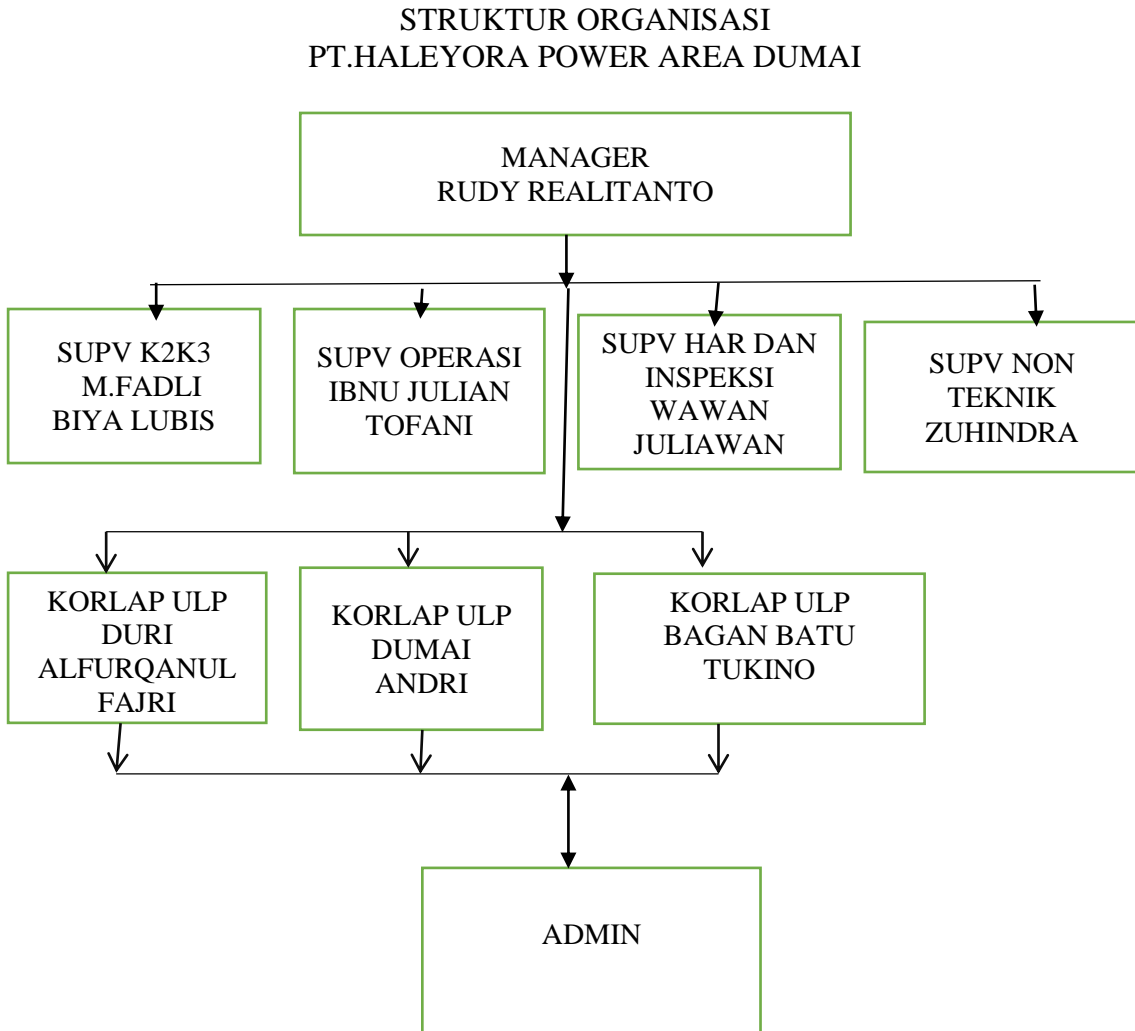 STRUKTUR ORGANISASI
PT.HALEYORA POWER AREA DUMAI
MANAGER
RUDY REALITANTO
SUPV K2K3
M.FADLI
BIYA LUBIS
SUPV OPERASI
IBNU JULIAN
TOFANI
SUPV HAR DAN
INSPEKSI
WAWAN
JULIAWAN
SUPV NON
TEKNIK
ZUHINDRA
KORLAP ULP
DURI
ALFURQANUL
FAJRI
KORLAP ULP
DUMAI
ANDRI
KORLAP ULP
BAGAN BATU
TUKINO
ADMIN